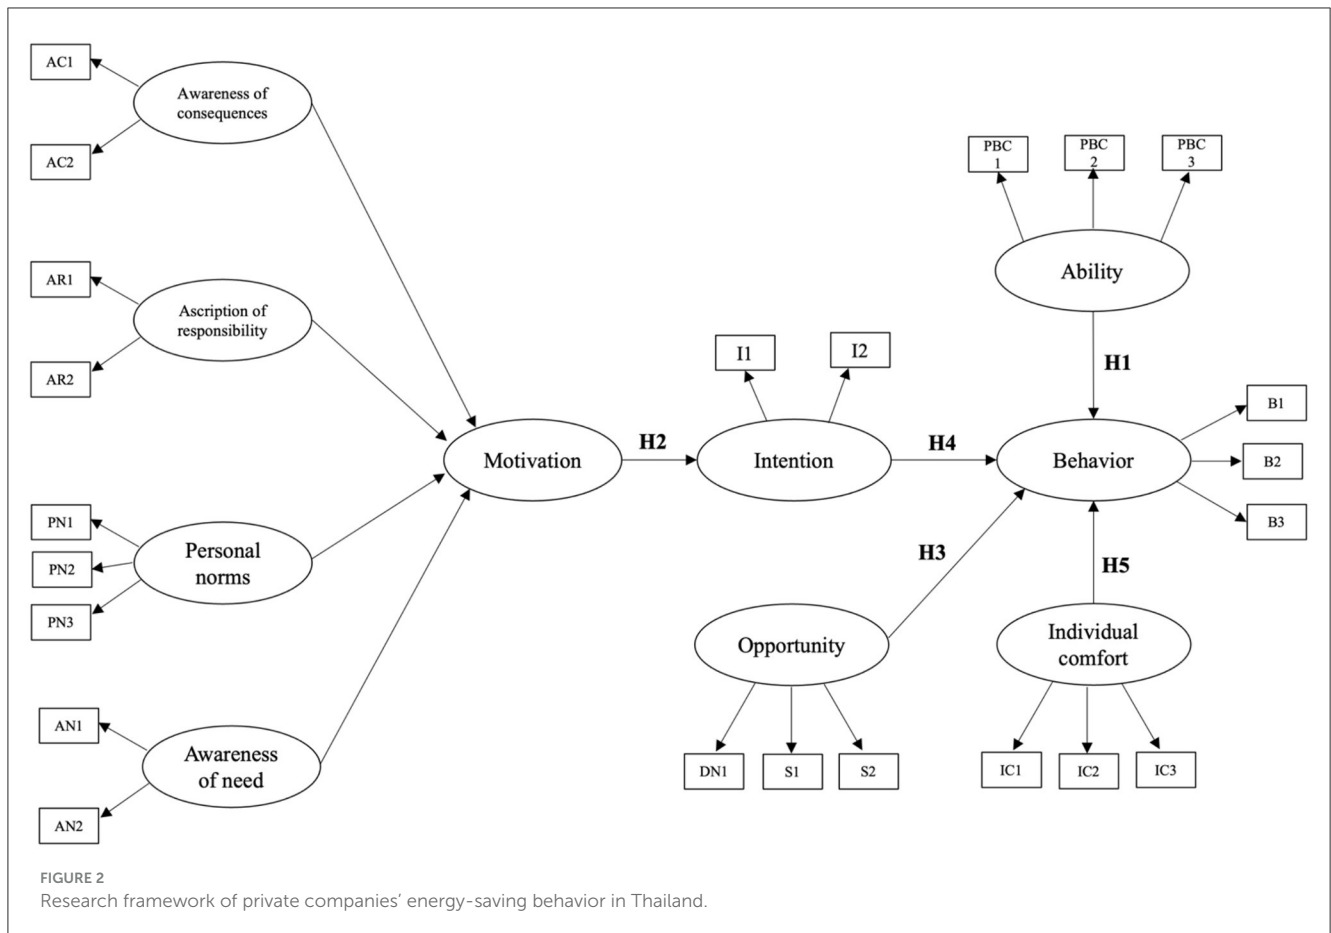 AC1
Awareness of
consequences
AC2
AR1
Ascription of
responsibility
AR2
PN1
PN2
PN3
Personal
norms
AN1
Awareness
of need
AN2
Motivation
H2
I1
I2
Intention
H4
PBC
1
PBC
2
PBC
3
Ability
H1
Behavior
B1
B2
B3
H3
H5
Opportunity
DN1
S1
S2
Individual
comfort
IC1
IC2
IC3
FIGURE 2
Research framework of private companies' energy-saving behavior in Thailand.